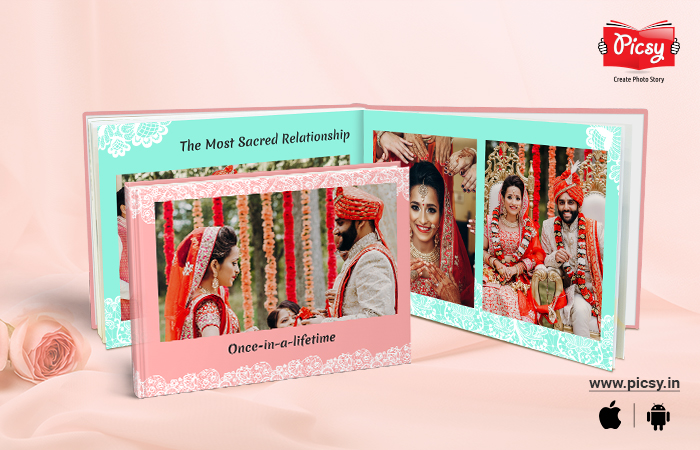 Picsy
Create Photo Story
The Most Sacred Relationship
Once-in-a-lifetime
www.picsy.in